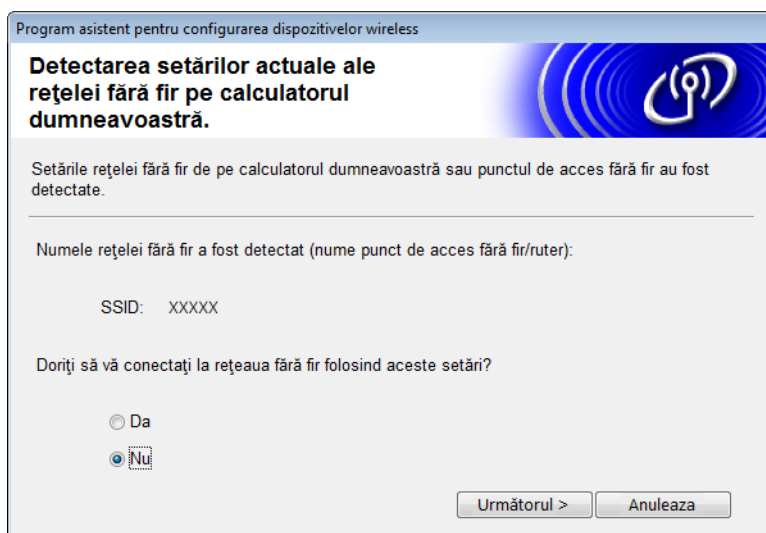 Program asistent pentru configurarea dispozitivelor wireless
Detectarea setărilor actuale ale
reţelei fără fir pe calculatorul
dumneavoastră.
Setările reţelei fără fir de pe calculatorul dumneavoastră sau punctul de acces fără fir au fost
detectate.
Numele reţelei fără fir a fost detectat (nume punct de acces fără fir/ruter):
SSID: XXXXX
Doriţi să vă conectaţi la reţeaua fără fir folosind aceste setări?
Da
Nu
Următorul > Anuleaza